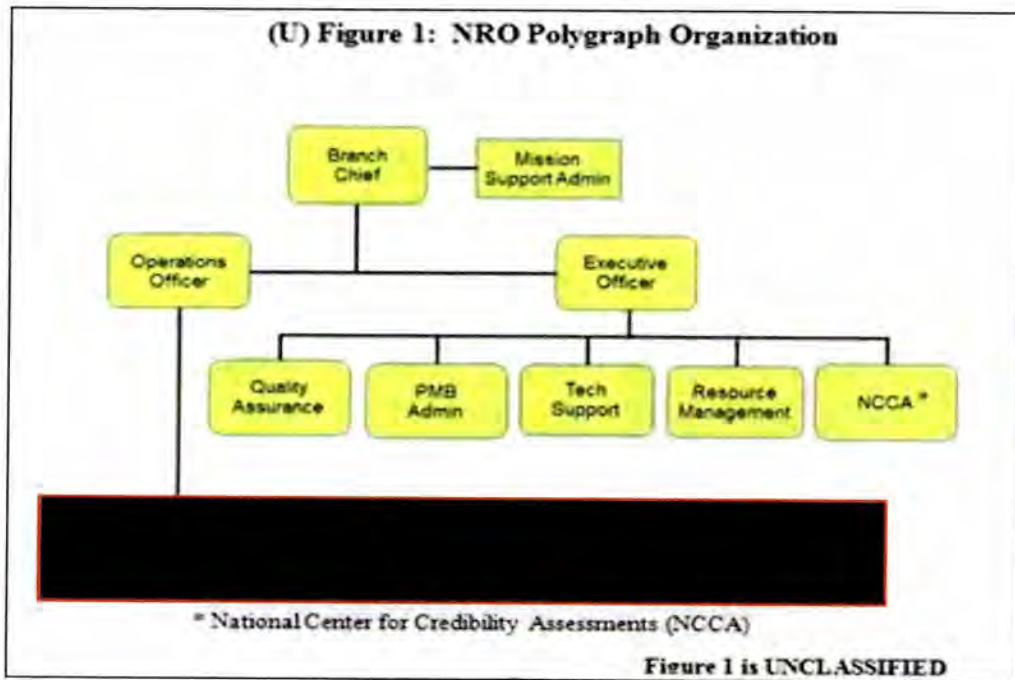 (U) Figure 1: NRO Polygraph Organization
Branch
Chief
Mission
Support Admin
Operations
Officer
Executive
Officer
Quality
Assurance
PMB
Admin
Tech
Support
Resource
Management
NCCA *
* National Center for Credibility Assessments (NCCA)
Figure 1 is UNCLASSIFIED